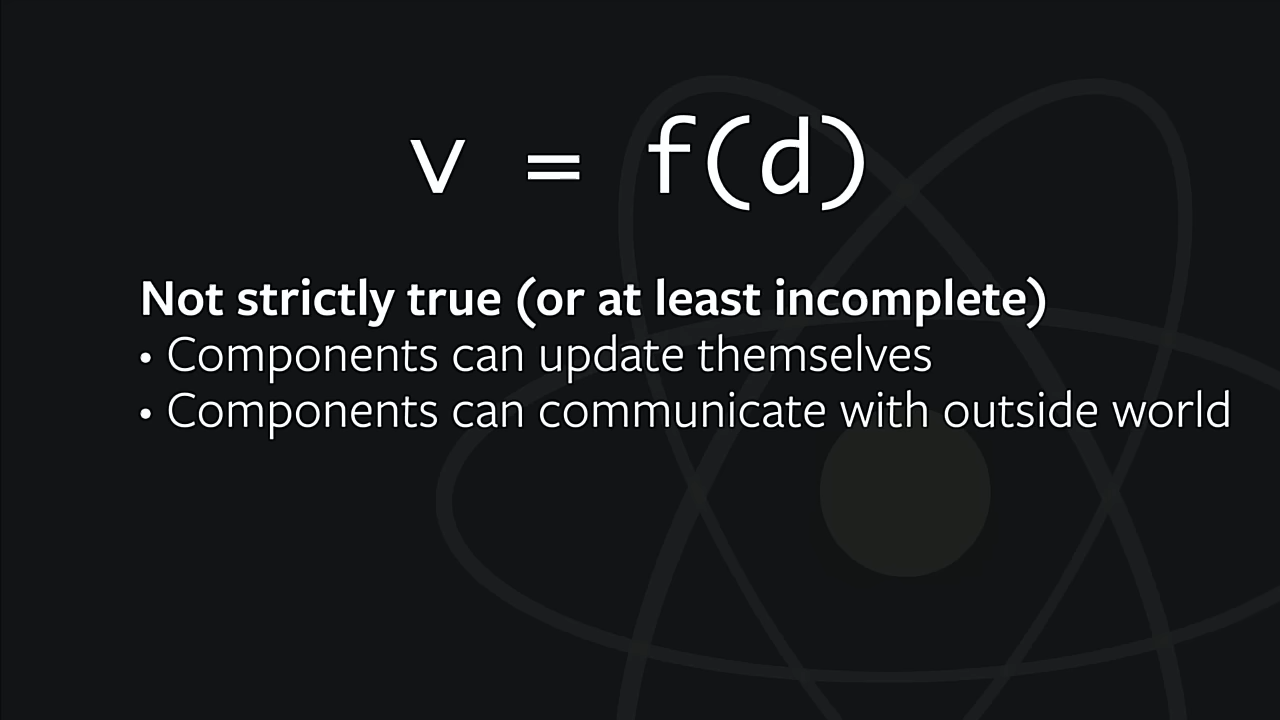 v = f(d)
Not strictly true (or at least incomplete)
• Components can update themselves
• Components can communicate with outside world